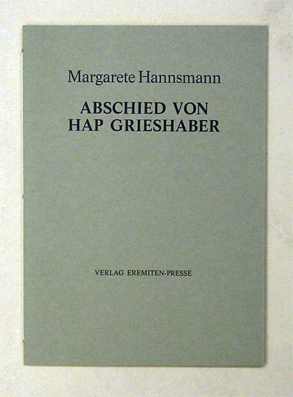 Margarete Hannsmann
ABSCHIED VON
HAP GRIESHABER
VERLAG EREMITEN-PRESSE